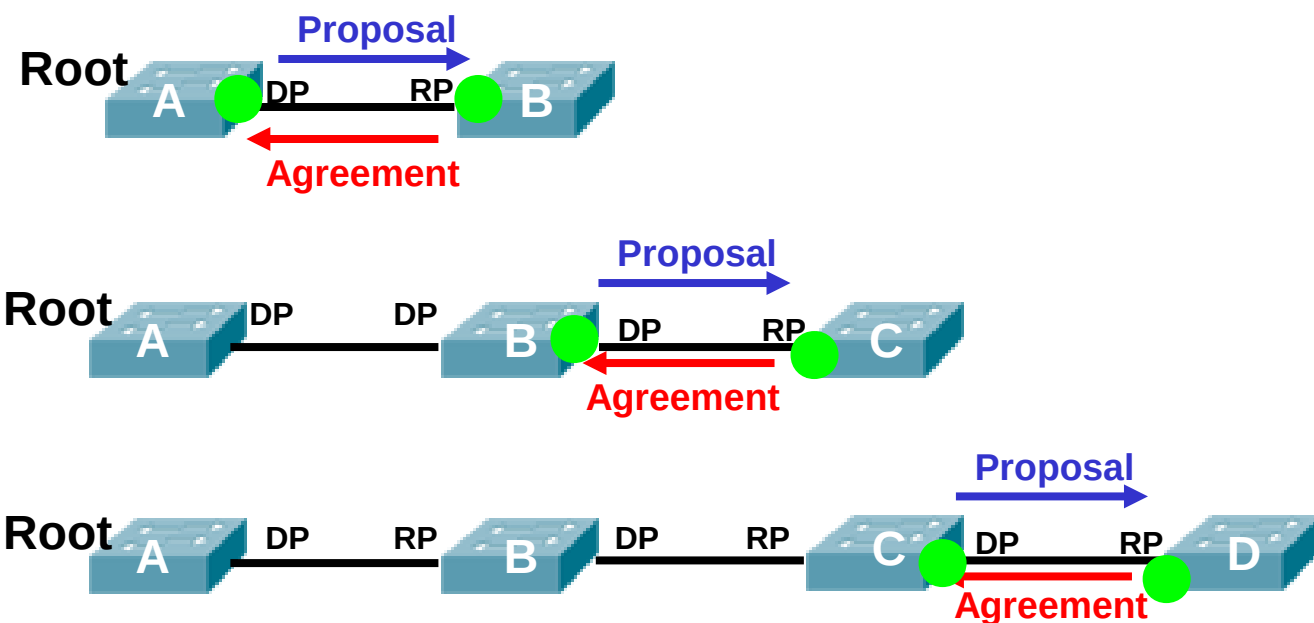 Proposal
Root
A
DP
RP
B
Agreement
Proposal
Root
A
DP
DP
B
DP
RP
C
Agreement
Proposal
Root
A
DP
RP
B
DP
RP
C
DP
RP
D
Agreement